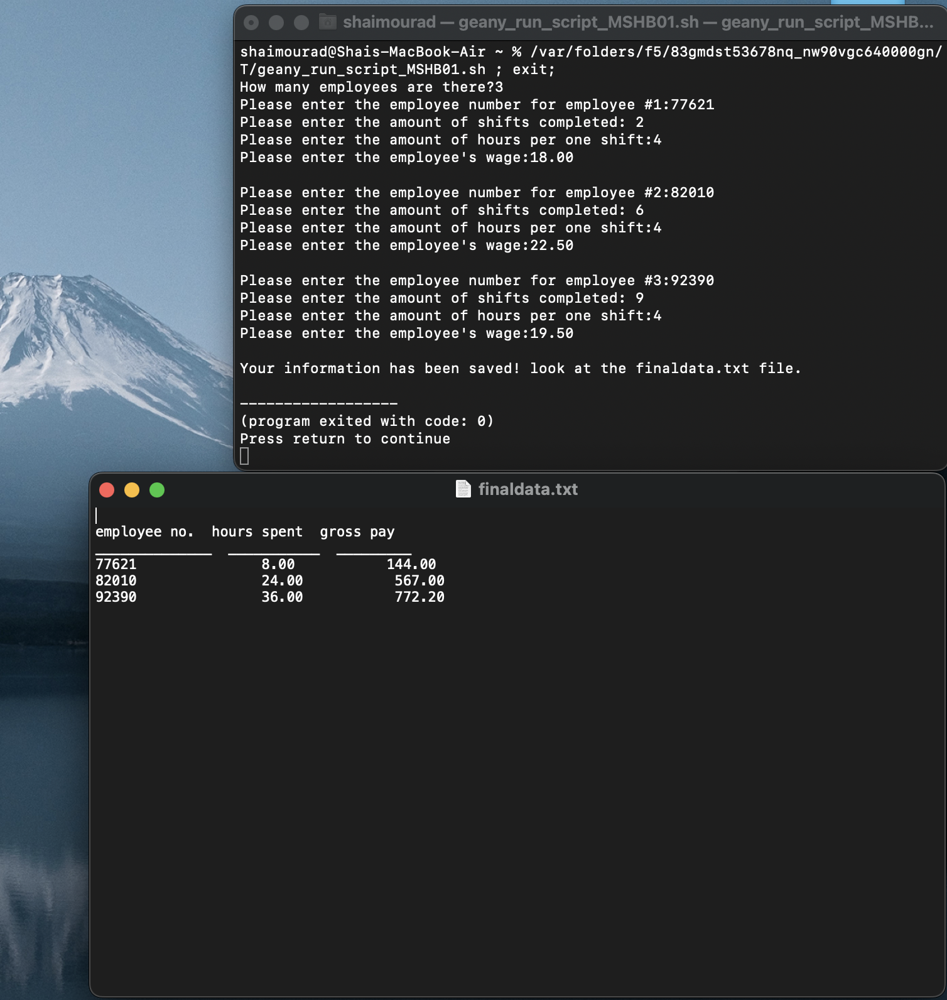 shaimourad — geany_run_script_MSHB01.sh — geany_run_script_MSHB...
shaimourad@Shais-MacBook-Air ~ % /var/folders/f5/83gmdst53678nq_nw90vgc640000gn/
T/geany_run_script_MSHB01.sh ; exit;
How many employees are there?3
Please enter the employee number for employee #1:77621
Please enter the amount of shifts completed: 2
Please enter the amount of hours per one shift:4
Please enter the employee's wage:18.00
Please enter the employee number for employee #2:82010
Please enter the amount of shifts completed: 6
Please enter the amount of hours per one shift:4
Please enter the employee's wage:22.50
Please enter the employee number for employee #3:92390
Please enter the amount of shifts completed: 9
Please enter the amount of hours per one shift:4
Please enter the employee's wage:19.50
Your information has been saved! look at the finaldata.txt file.
------------------
(program exited with code: 0)
Press return to continue
finaldata.txt
employee no.  hours spent  gross pay
______________  ___________  _________
77621               8.00           144.00
82010               24.00           567.00
92390               36.00           772.20